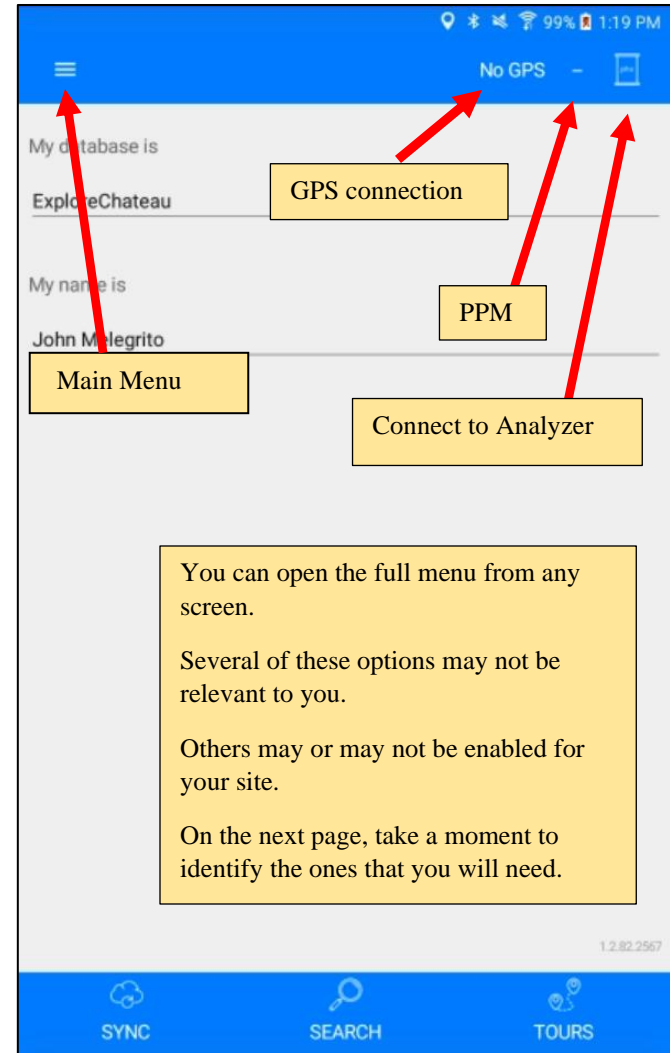 99% 1:19 PM
No GPS –
My database is
GPS connection
ExploreChateau
My name is
PPM
John Melegrito
Main Menu
Connect to Analyzer
You can open the full menu from any
screen.
Several of these options may not be
relevant to you.
Others may or may not be enabled for
your site.
On the next page, take a moment to
identify the ones that you will need.
1.2.82.2567
SYNC SEARCH TOURS